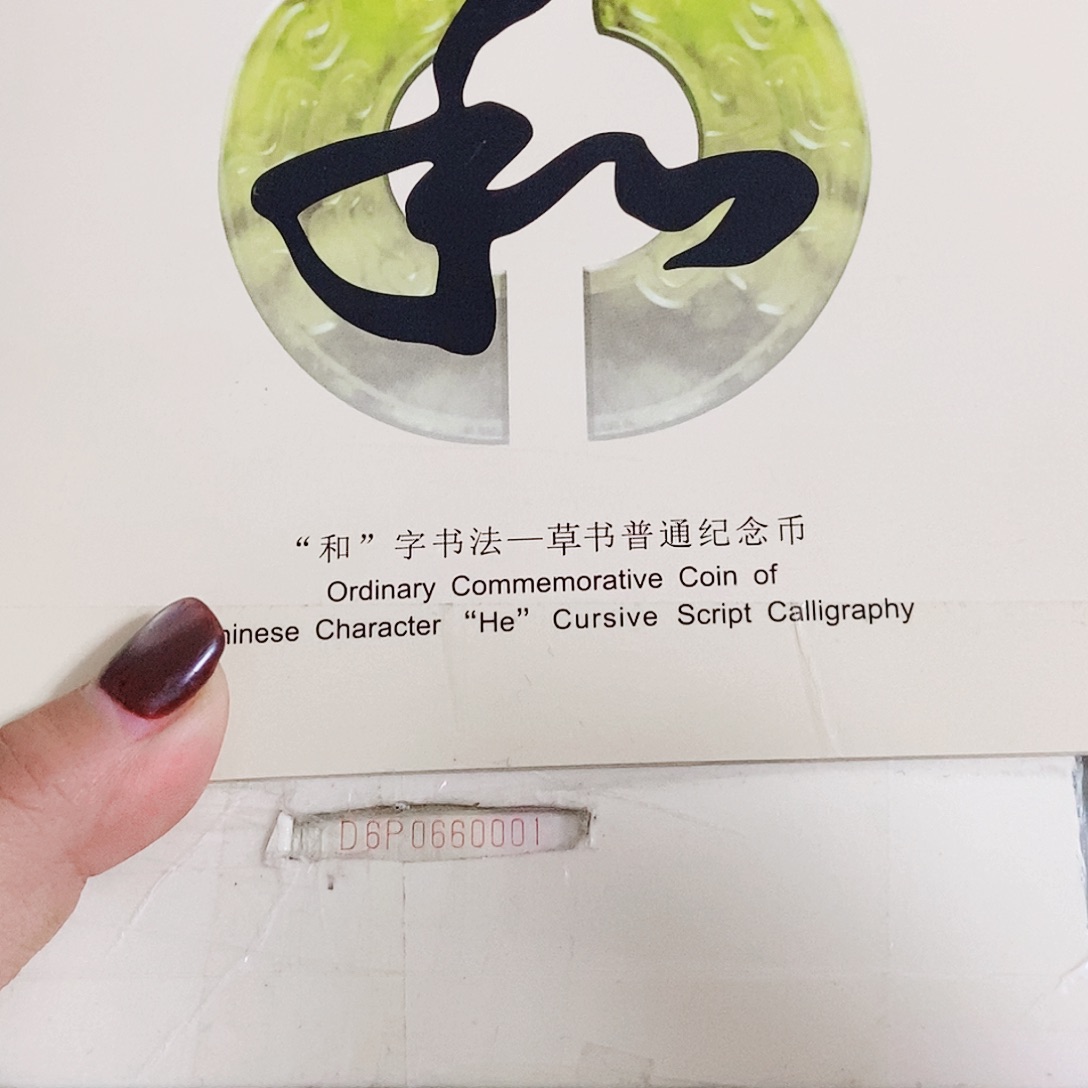 和
“和”字书法—草书普通纪念币
Ordinary Commemorative Coin of
hinese Character “He” Cursive Script Calligraphy
D6P0660001